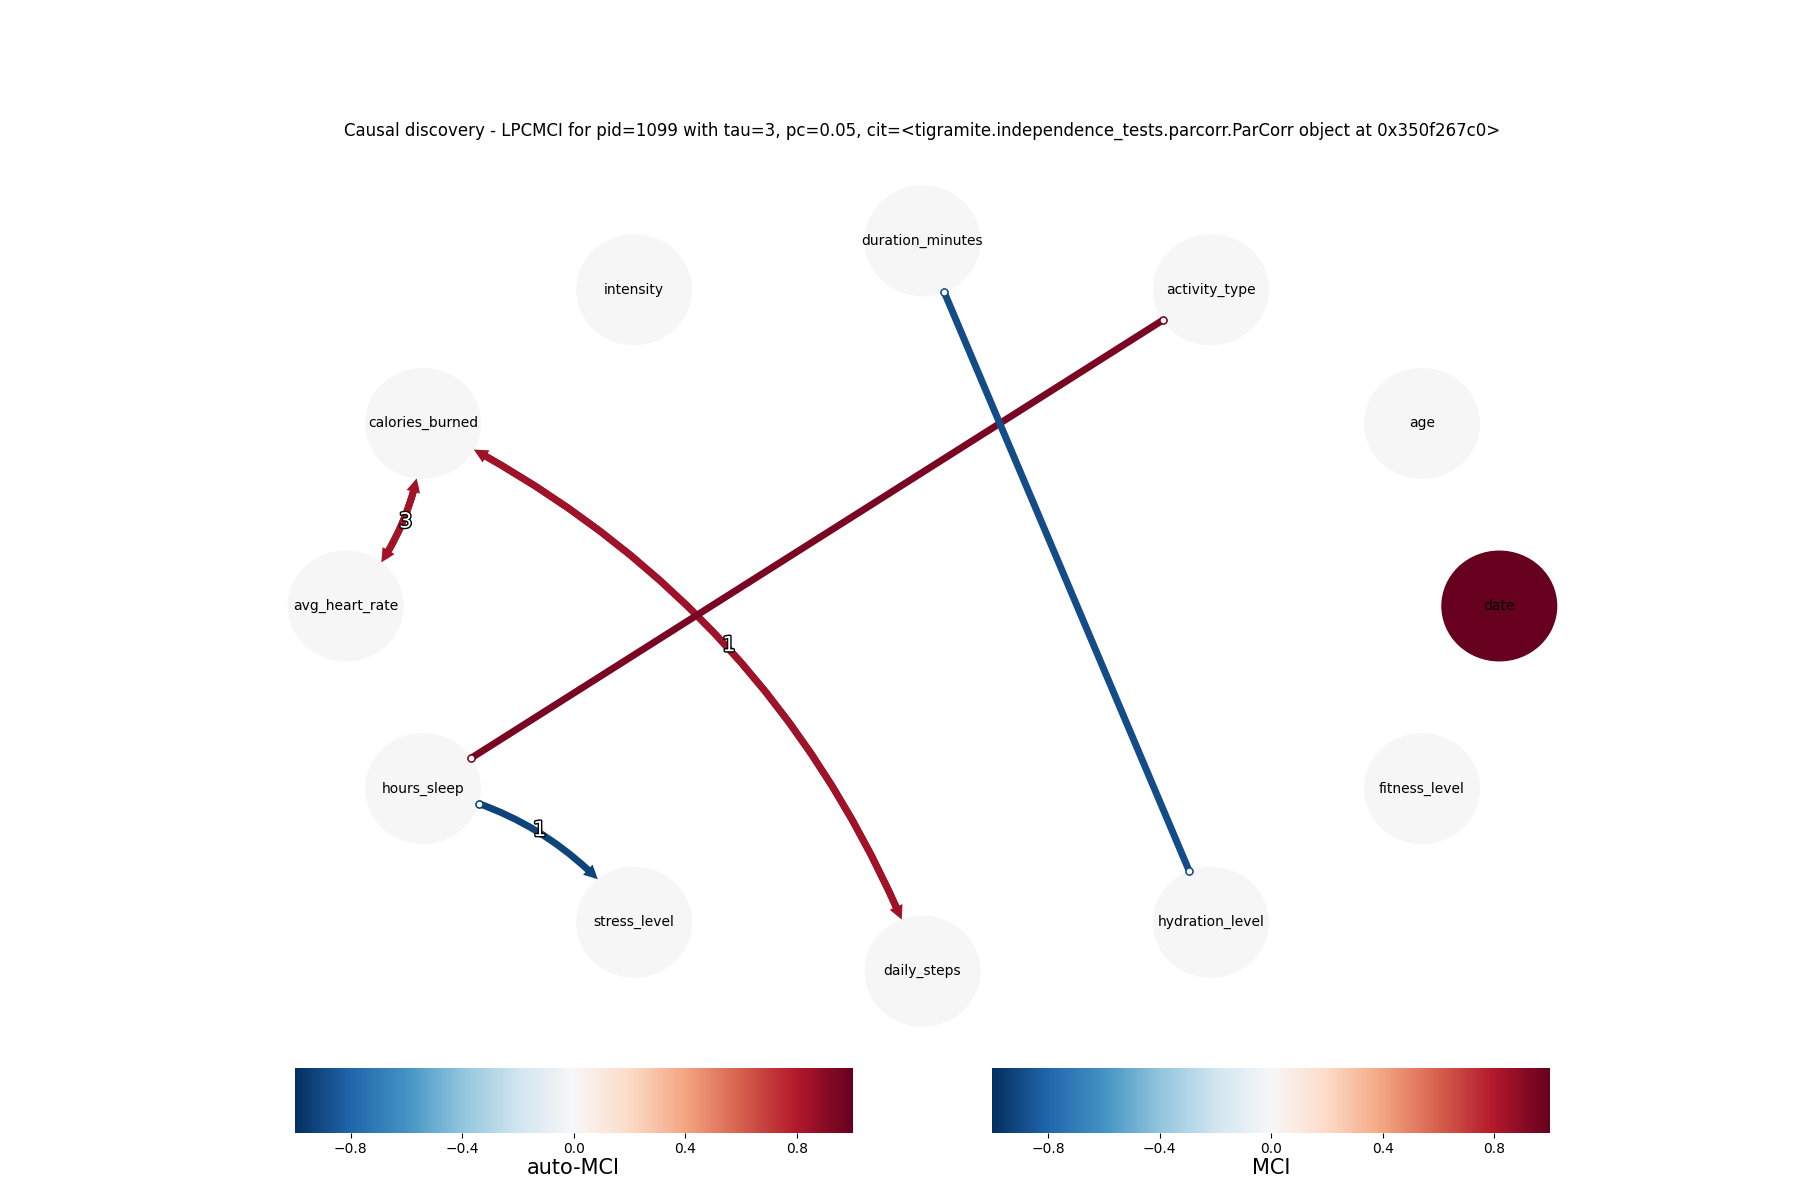 Causal discovery - LPCMCI for pid=1099 with tau=3, pc=0.05, cit=<tigramite.independence_tests.parcorr.ParCorr object at 0x350f267c0>
duration_minutes
intensity
activity_type
calories_burned
age
3
avg_heart_rate
date
1
hours_sleep
fitness_level
1
stress_level
hydration_level
daily_steps
−0.8 −0.4 0.0 0.4 0.8
auto-MCI
−0.8 −0.4 0.0 0.4 0.8
MCI